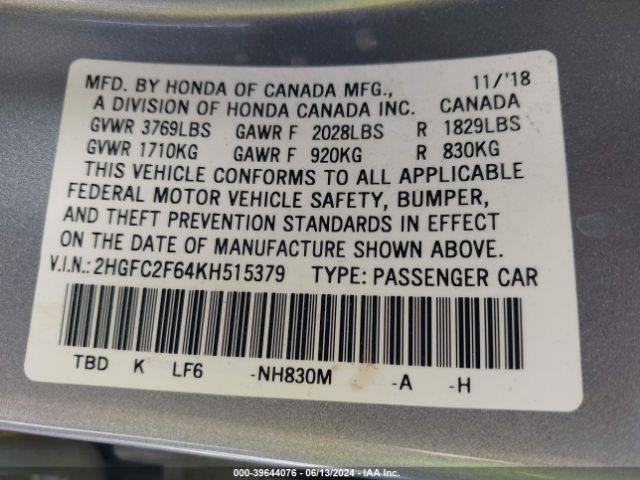 MFD. BY HONDA OF CANADA MFG., 11/'18
A DIVISION OF HONDA CANADA INC. CANADA
GVWR 3769LBS GAWR F 2028LBS R 1829LBS
GVWR 1710KG GAWR F 920KG R 830KG
THIS VEHICLE CONFORMS TO ALL APPLICABLE
FEDERAL MOTOR VEHICLE SAFETY, BUMPER,
AND THEFT PREVENTION STANDARDS IN EFFECT
ON THE DATE OF MANUFACTURE SHOWN ABOVE.
V.I.N.: 2HGFC2F64KH515379 TYPE: PASSENGER CAR
TBD K LF6 -NH830M -A -H
000-39644076 - 06/13/2024 - IAA Inc.